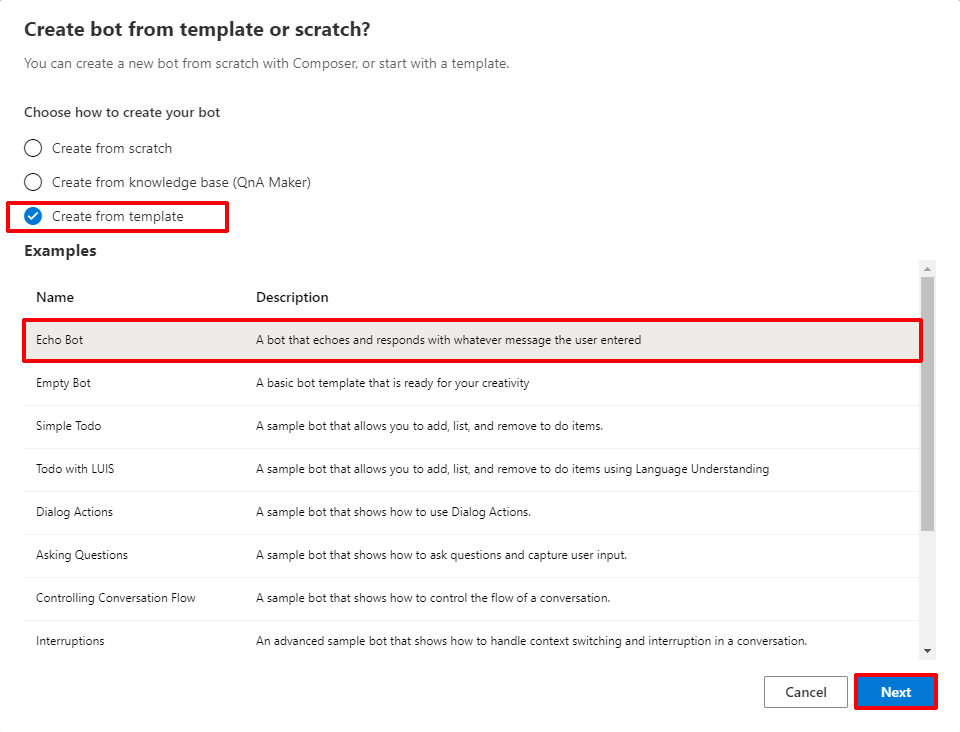 Create bot from template or scratch?
You can create a new bot from scratch with Composer, or start with a template.
Choose how to create your bot
Create from scratch
Create from knowledge base (QnA Maker)
Create from template
Examples
Name Description
Echo Bot A bot that echoes and responds with whatever message the user entered
Empty Bot A basic bot template that is ready for your creativity
Simple Todo A sample bot that allows you to add, list, and remove to do items.
Todo with LUIS A sample bot that allows you to add, list, and remove to do items using Language Understanding
Dialog Actions A sample bot that shows how to use Dialog Actions.
Asking Questions A sample bot that shows how to ask questions and capture user input.
Controlling Conversation Flow A sample bot that shows how to control the flow of a conversation.
Interruptions An advanced sample bot that shows how to handle context switching and interruption in a conversation.
Cancel Next